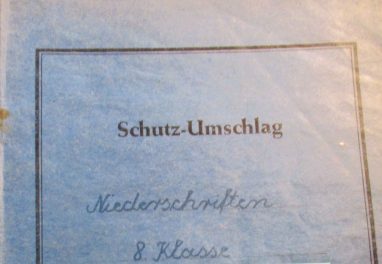 Schutz-Umschlag
Niederschriften
8. Klasse